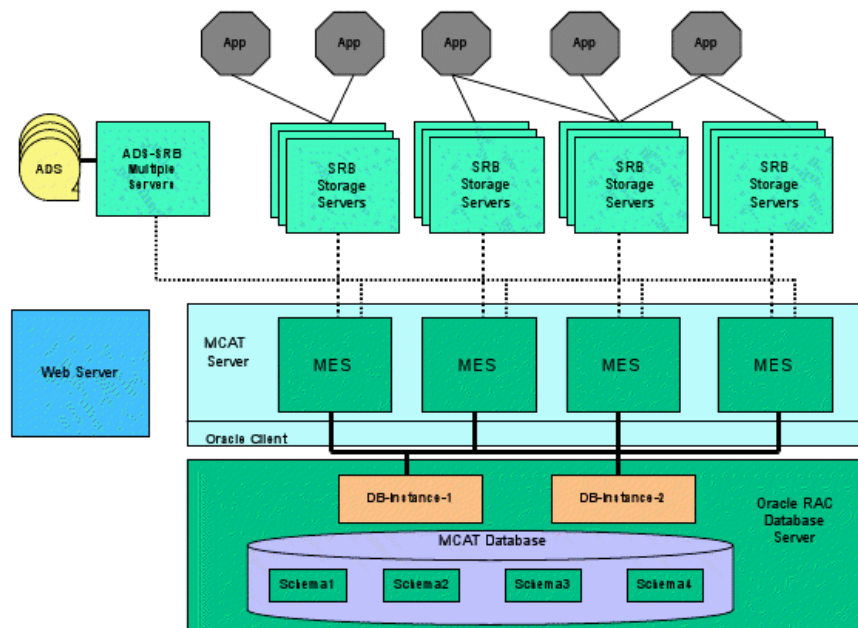 App
App
App
App
App
ADS
ADS-SRB
Multiple
Servers
SRB
Storage
Servers
SRB
Storage
Servers
SRB
Storage
Servers
SRB
Storage
Servers
Web Server
MCAT
Server
MES
MES
MES
MES
Oracle Client
DB-Instance-1
DB-Instance-2
Oracle RAC
Database
Server
MCAT Database
Schema1
Schema2
Schema3
Schema4